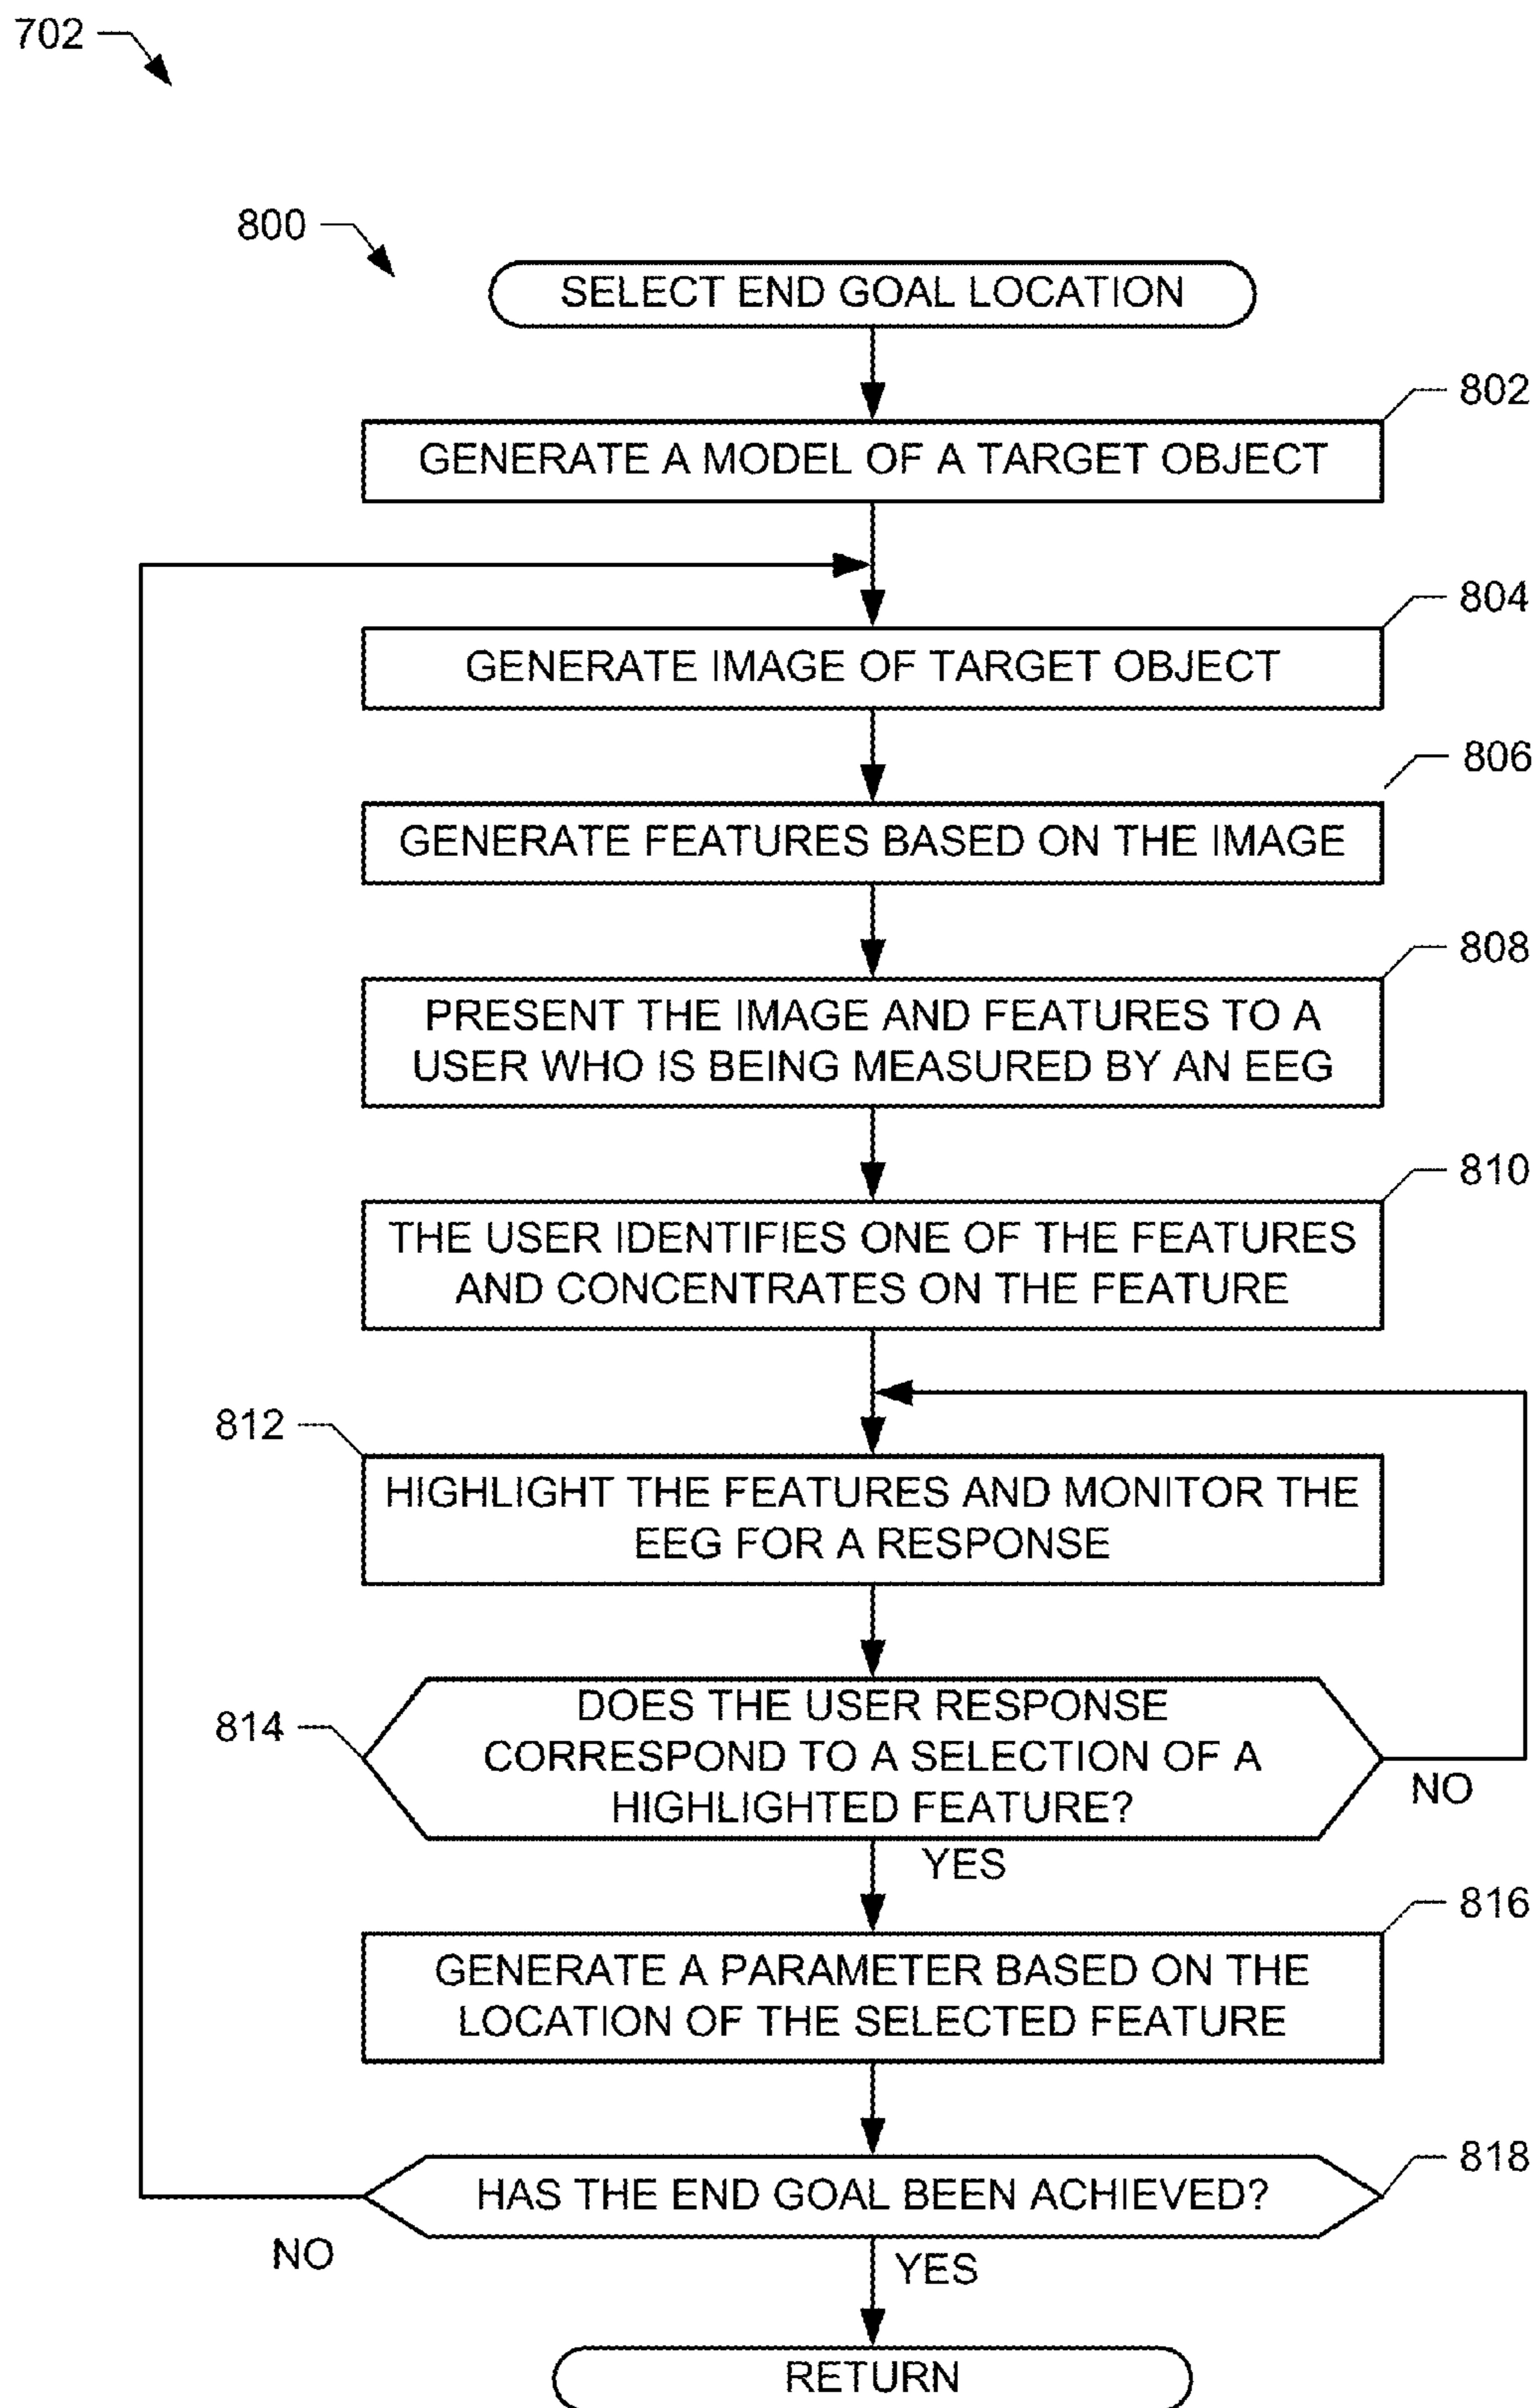 702
800
SELECT END GOAL LOCATION
802
GENERATE A MODEL OF A TARGET OBJECT
804
GENERATE IMAGE OF TARGET OBJECT
806
GENERATE FEATURES BASED ON THE IMAGE
808
PRESENT THE IMAGE AND FEATURES TO A
USER WHO IS BEING MEASURED BY AN EEG
810
THE USER IDENTIFIES ONE OF THE FEATURES
AND CONCENTRATES ON THE FEATURE
812
HIGHLIGHT THE FEATURES AND MONITOR THE
EEG FOR A RESPONSE
814
DOES THE USER RESPONSE
CORRESPOND TO A SELECTION OF A
HIGHLIGHTED FEATURE?
NO
YES
816
GENERATE A PARAMETER BASED ON THE
LOCATION OF THE SELECTED FEATURE
818
HAS THE END GOAL BEEN ACHIEVED?
NO
YES
RETURN